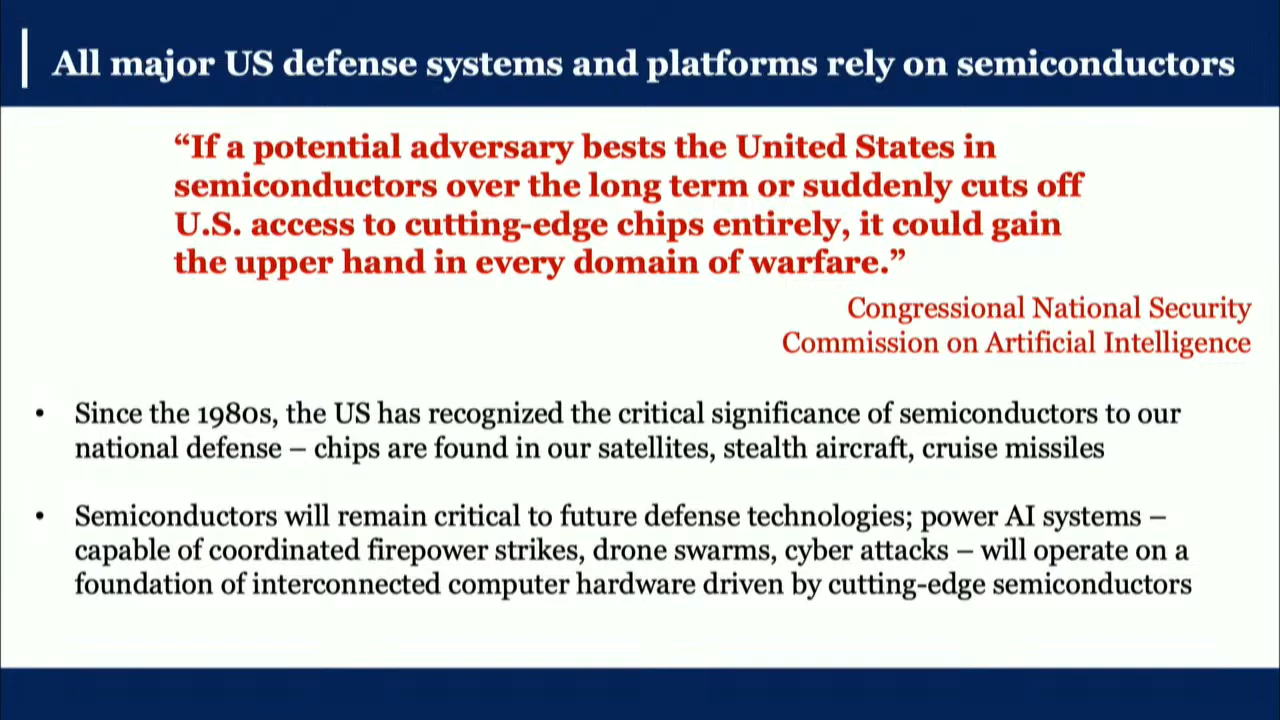 All major US defense systems and platforms rely on semiconductors
“If a potential adversary bests the United States in
semiconductors over the long term or suddenly cuts off
U.S. access to cutting-edge chips entirely, it could gain
the upper hand in every domain of warfare.”
Congressional National Security
Commission on Artificial Intelligence
• Since the 1980s, the US has recognized the critical significance of semiconductors to our
national defense – chips are found in our satellites, stealth aircraft, cruise missiles
• Semiconductors will remain critical to future defense technologies; power AI systems –
capable of coordinated firepower strikes, drone swarms, cyber attacks – will operate on a
foundation of interconnected computer hardware driven by cutting-edge semiconductors